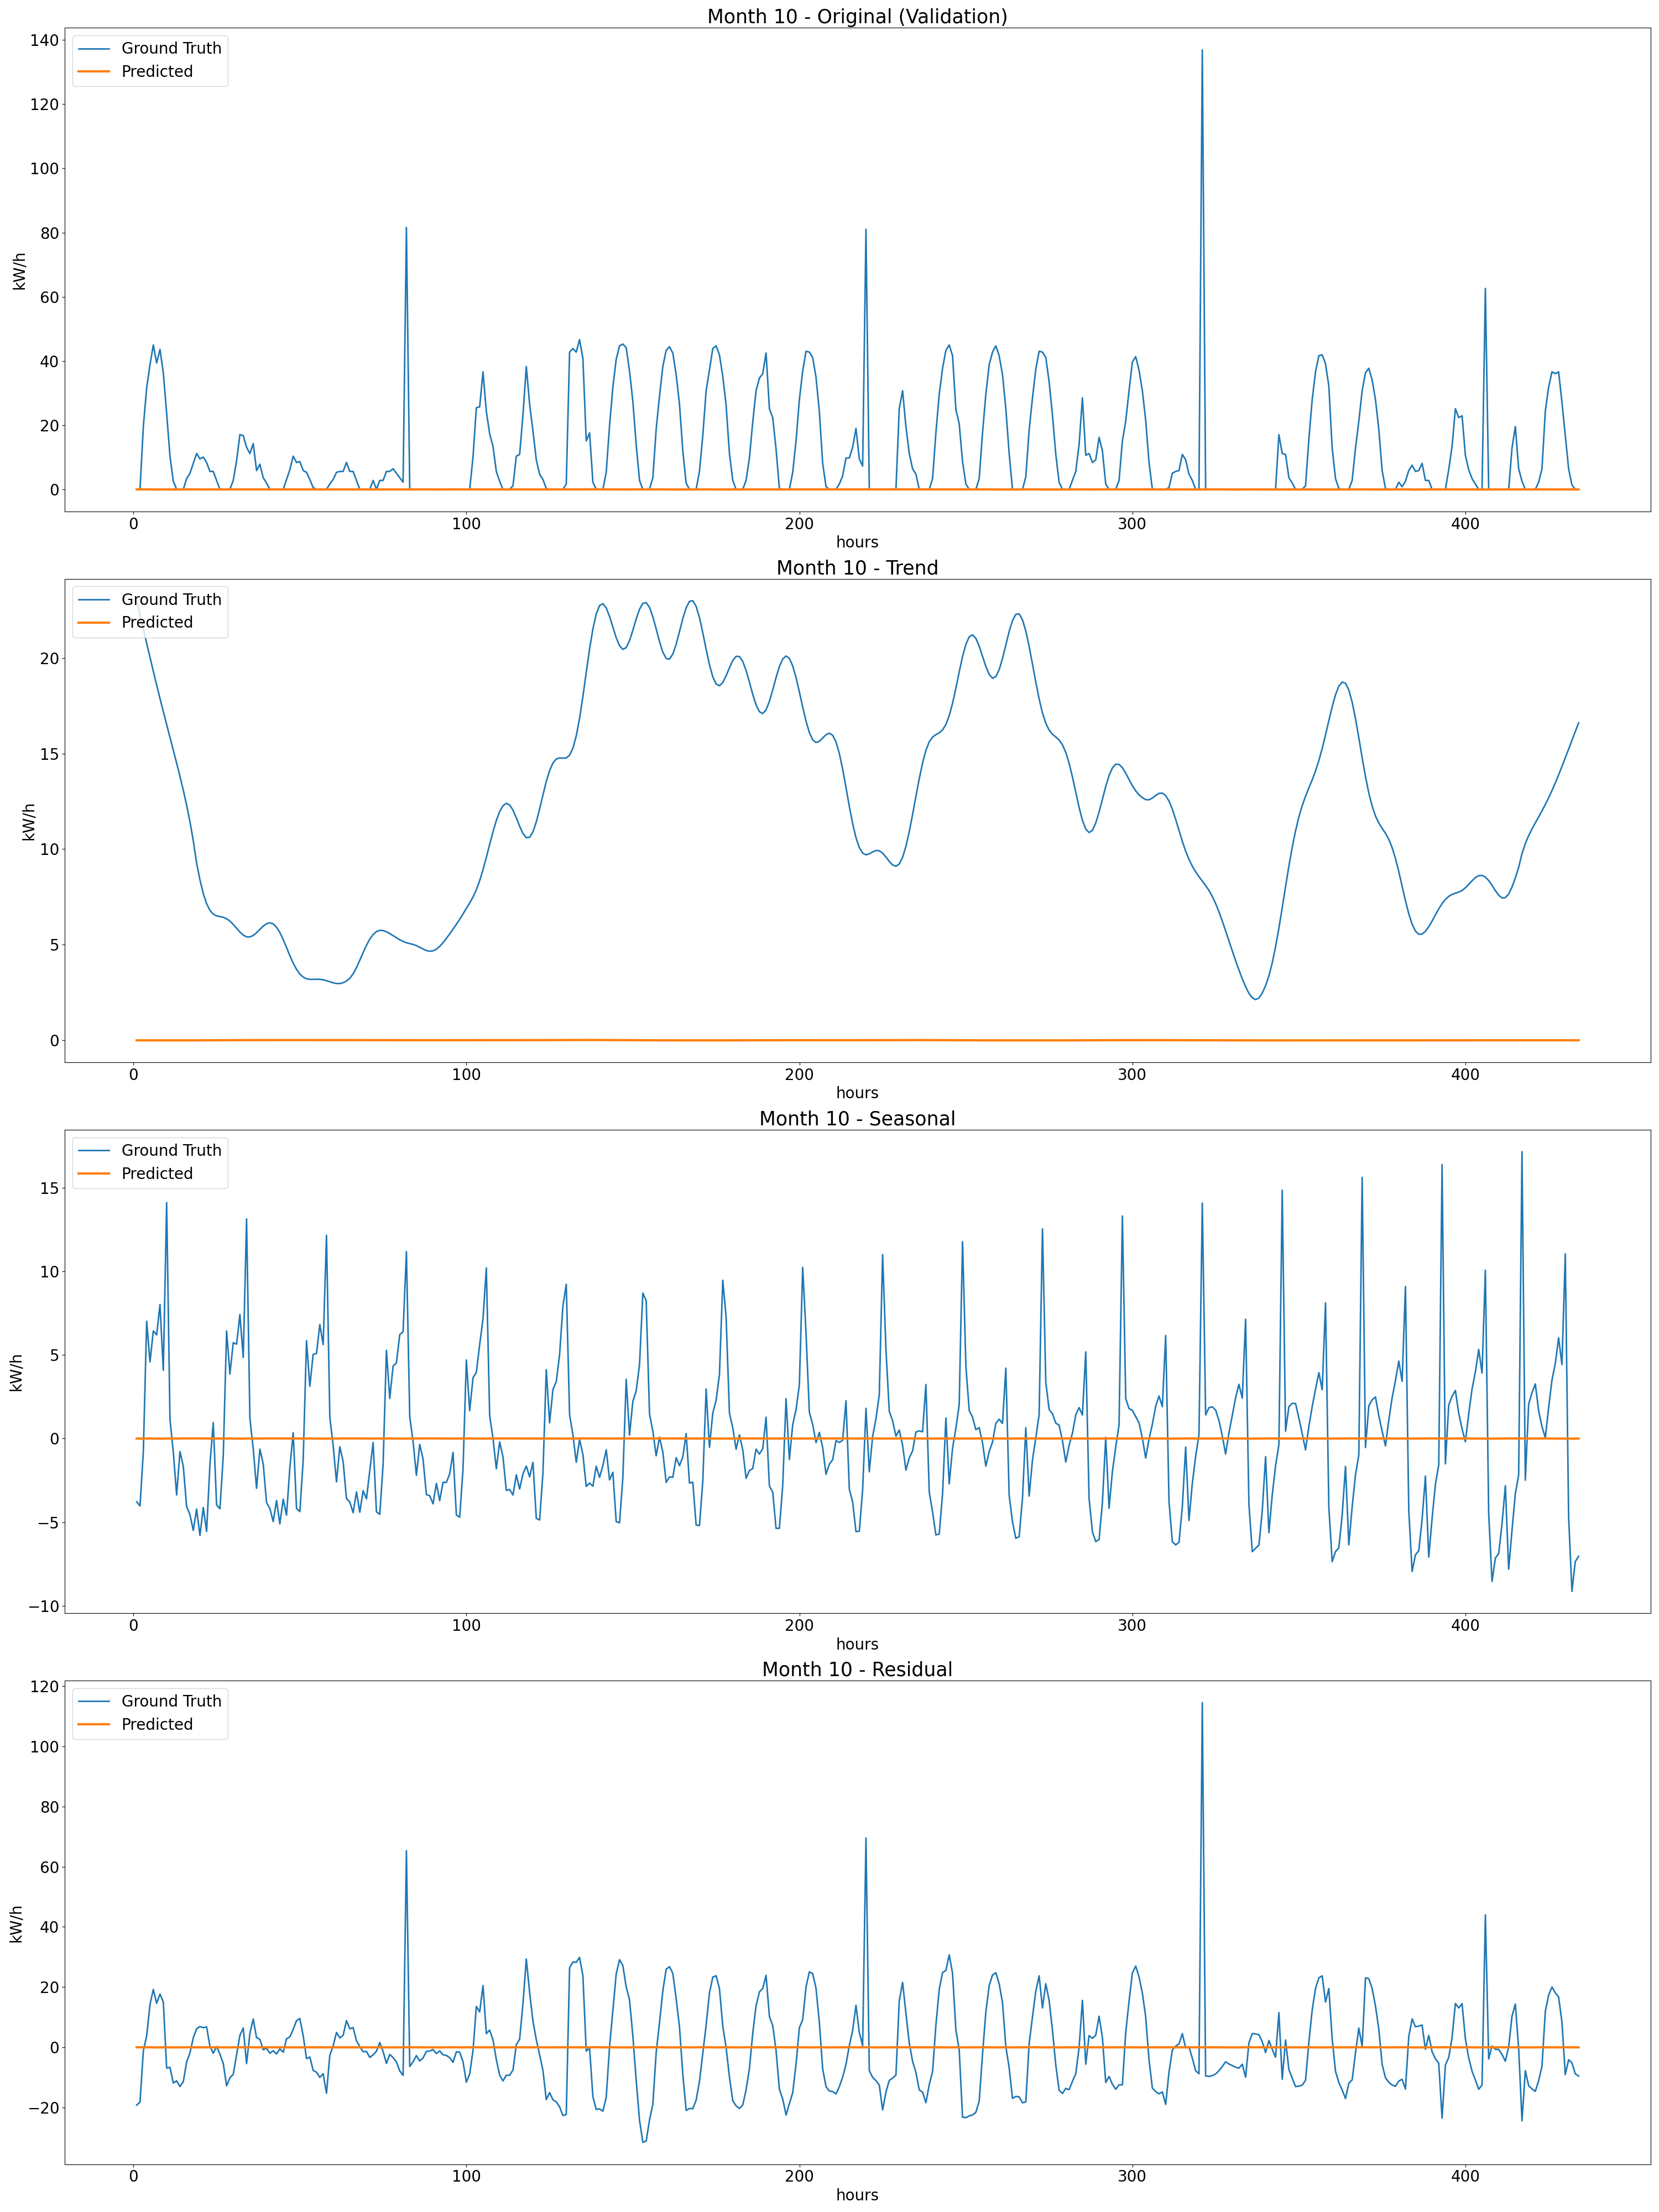 Month 10 - Original (Validation)
Ground Truth
Predicted
140
120
100
80
60
40
20
0
kW/h
0 100 200 300 400
hours
Month 10 - Trend
Ground Truth
Predicted
20
15
10
5
0
kW/h
0 100 200 300 400
hours
Month 10 - Seasonal
Ground Truth
Predicted
15
10
5
0
−5
−10
kW/h
0 100 200 300 400
hours
Month 10 - Residual
Ground Truth
Predicted
120
100
80
60
40
20
0
−20
kW/h
0 100 200 300 400
hours